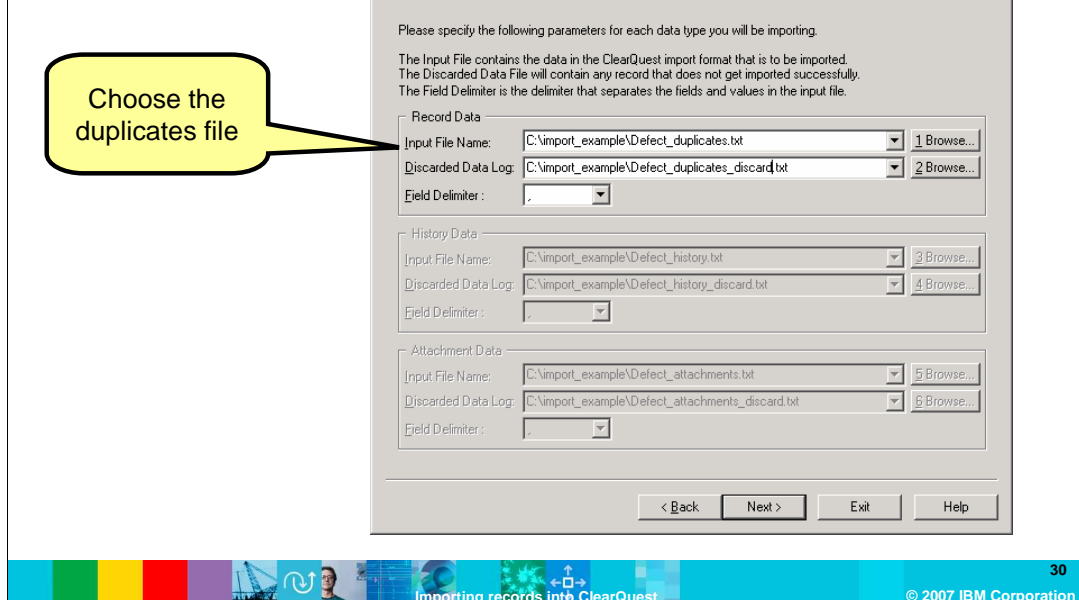 Please specify the following parameters for each data type you will be importing.
The Input File contains the data in the ClearQuest import format that is to be imported.
The Discarded Data File will contain any record that does not get imported successfully.
The Field Delimiter is the delimiter that separates the fields and values in the input file.
Choose the
duplicates file
Record Data
Input File Name: C:\import_example\Defect_duplicates.txt 1 Browse...
Discarded Data Log: C:\import_example\Defect_duplicates_discard.txt 2 Browse...
Field Delimiter : ,
History Data
Input File Name: C:\import_example\Defect_history.txt 3 Browse...
Discarded Data Log: C:\import_example\Defect_history_discard.txt 4 Browse...
Field Delimiter : ,
Attachment Data
Input File Name: C:\import_example\Defect_attachments.txt 5 Browse...
Discarded Data Log: C:\import_example\Defect_attachments_discard.txt 6 Browse...
Field Delimiter : ,
< Back Next > Exit Help
30
Importing records into ClearQuest
© 2007 IBM Corporation